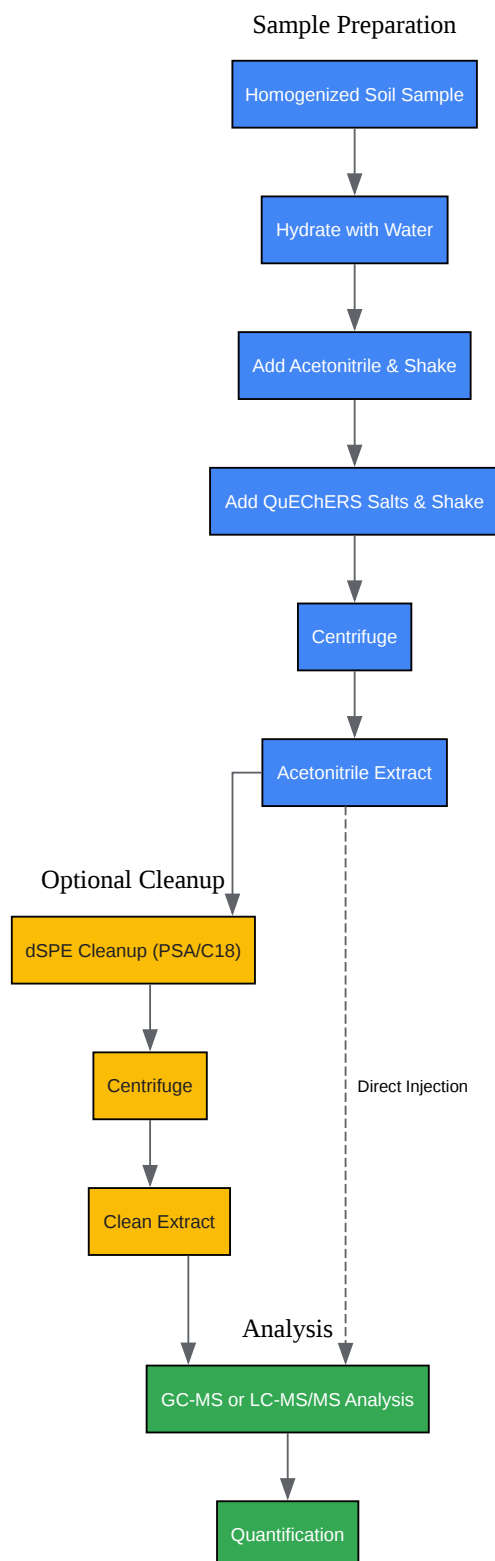 Sample Preparation
Homogenized Soil Sample
Hydrate with Water
Add Acetonitrile & Shake
Add QuEChERS Salts & Shake
Centrifuge
Acetonitrile Extract
Optional Cleanup
dSPE Cleanup (PSA/C18)
Centrifuge
Direct Injection
Clean Extract
Analysis
GC-MS or LC-MS/MS Analysis
Quantification